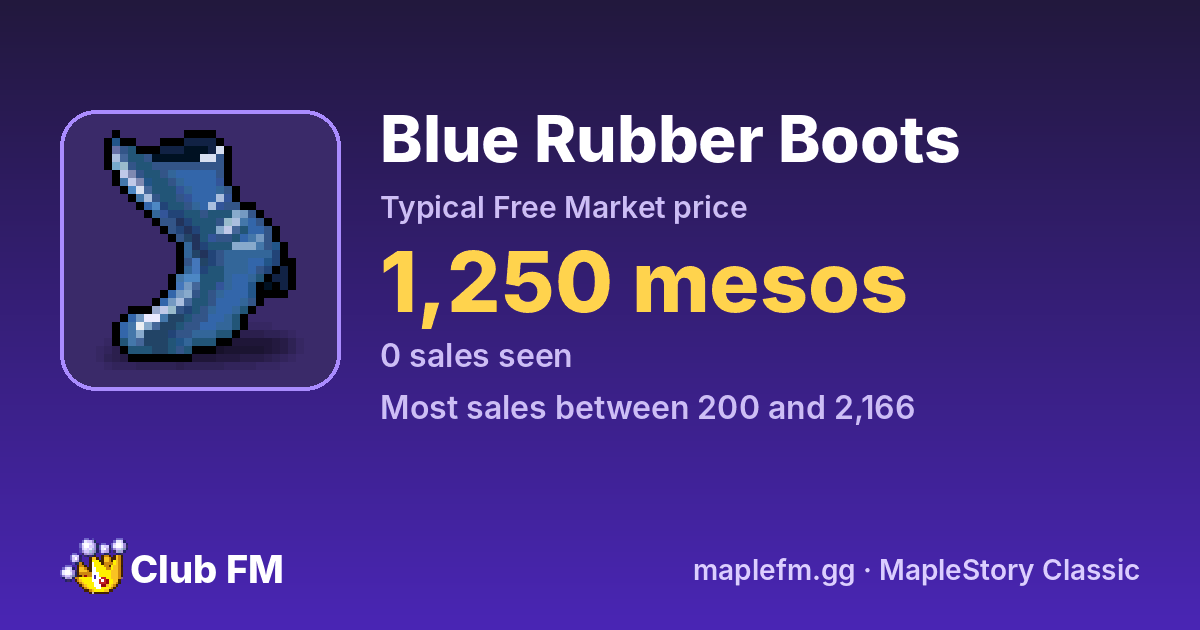 Blue Rubber Boots
Typical Free Market price
1,250 mesos
0 sales seen
Most sales between 200 and 2,166
Club FM
maplefm.gg · MapleStory Classic